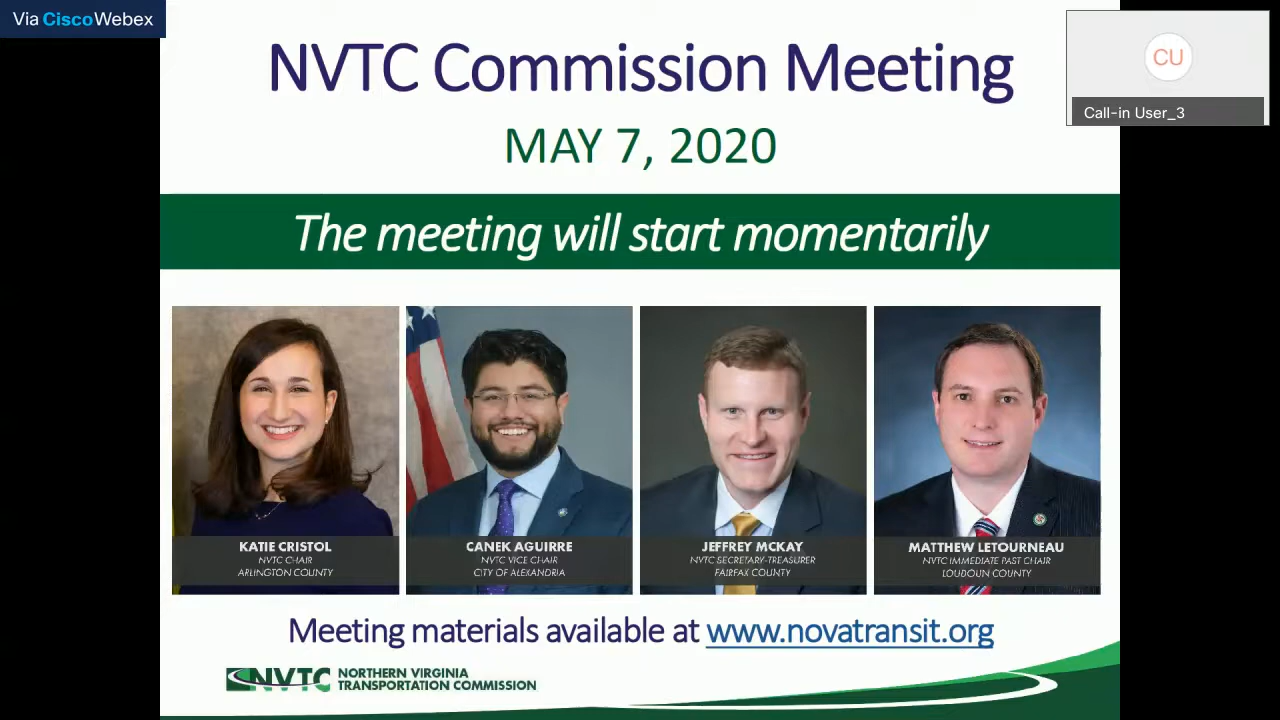 Via CiscoWebex
CU
Call-in User_3
NVTC Commission Meeting
MAY 7, 2020
The meeting will start momentarily
KATIE CRISTOL
NVTC CHAIR
ARLINGTON COUNTY
CANEK AGUIRRE
NVTC VICE CHAIR
CITY OF ALEXANDRIA
JEFFREY MCKAY
NVTC SECRETARY-TREASURER
FAIRFAX COUNTY
MATTHEW LETOURNEAU
NVTC IMMEDIATE PAST CHAIR
LOUDOUN COUNTY
Meeting materials available at www.novatransit.org
NVTC
NORTHERN VIRGINIA
TRANSPORTATION COMMISSION